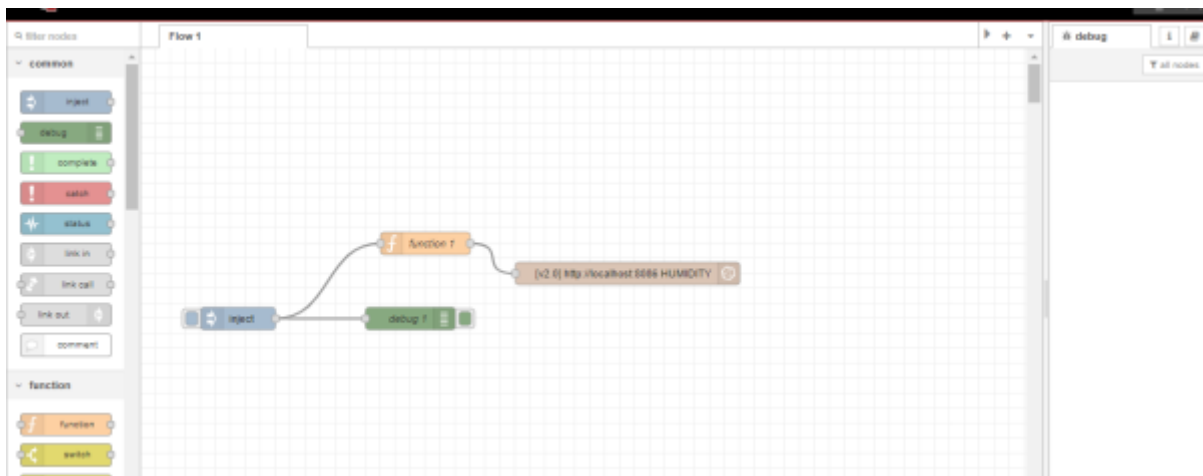 filter nodes
Flow 1
debug
i
all nodes
common
inject
debug
complete
catch
status
link in
link call
link out
comment
function
function
switch
function 1
[v2.0] http://localhost:8086 HUMIDITY
inject
debug 1